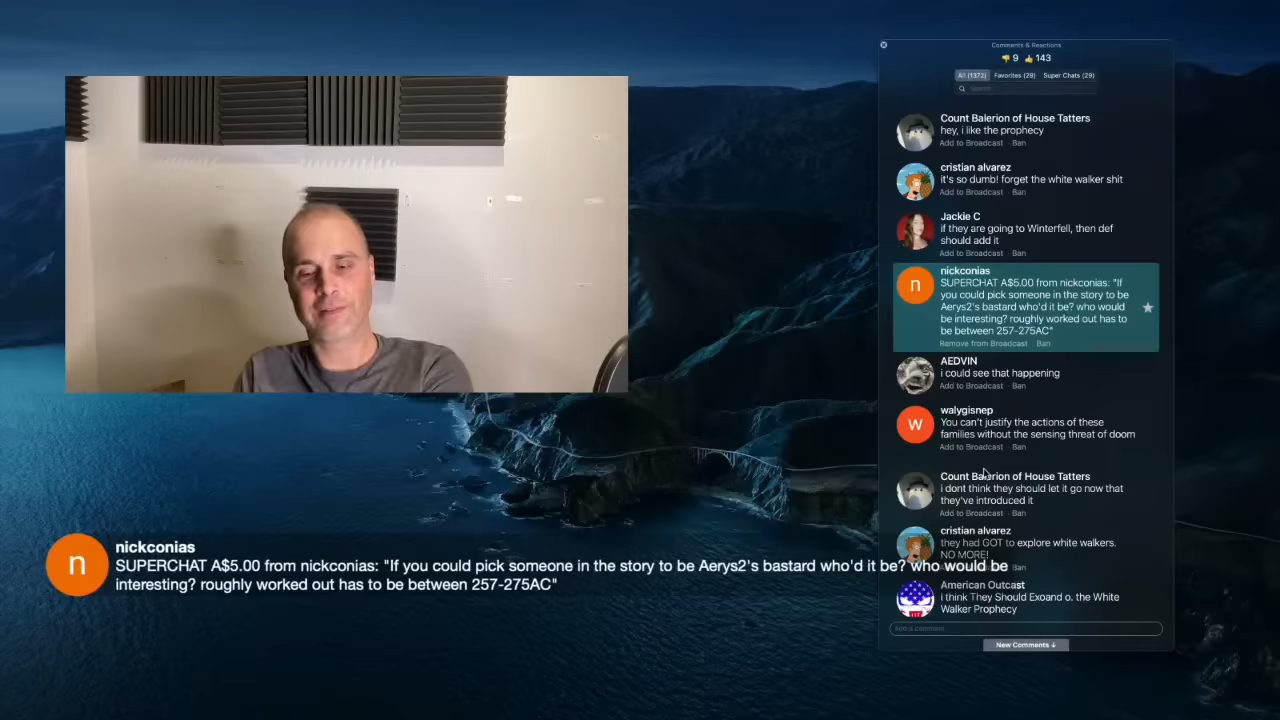 Comments & Reactions
👎 9 👍 143
All (1372) Favorites (29) Super Chats (29)
Search
Count Balerion of House Tatters
hey, i like the prophecy
Add to Broadcast · Ban
cristian alvarez
it's so dumb! forget the white walker shit
Add to Broadcast · Ban
Jackie C
if they are going to Winterfell, then def
should add it
Add to Broadcast · Ban
n
nickconias
SUPERCHAT A$5.00 from nickconias: "If
you could pick someone in the story to be
Aerys2's bastard who'd it be? who would
be interesting? roughly worked out has to
be between 257-275AC"
Remove from Broadcast · Ban
AEDVIN
i could see that happening
Add to Broadcast · Ban
w
walygisnep
You can't justify the actions of these
families without the sensing threat of doom
Add to Broadcast · Ban
Count Balerion of House Tatters
i dont think they should let it go now that
they've introduced it
Add to Broadcast · Ban
cristian alvarez
they had GOT to explore white walkers.
NO MORE!
Ban
American Outcast
i think They Should Exoand o. the White
Walker Prophecy
Add a comment
New Comments ↓
n
nickconias
SUPERCHAT A$5.00 from nickconias: "If you could pick someone in the story to be Aerys2's bastard who'd it be? who would be
interesting? roughly worked out has to be between 257-275AC"